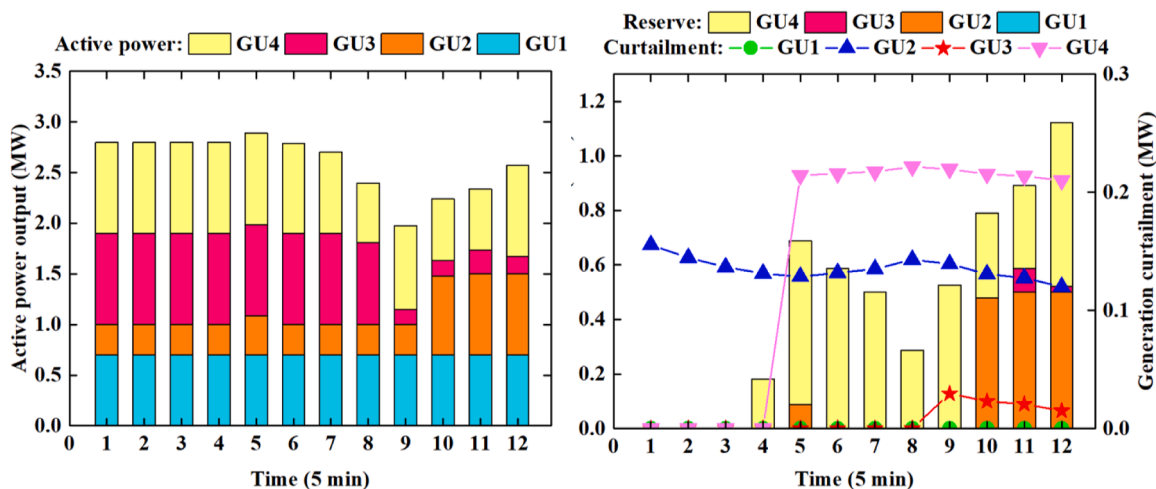 Active power: GU4 GU3 GU2 GU1
3.5
3.0
2.5
2.0
1.5
1.0
0.5
0.0
Active power output (MW)
0 1 2 3 4 5 6 7 8 9 10 11 12
Time (5 min)
Reserve: GU4 GU3 GU2 GU1
Curtailment: GU1 GU2 GU3 GU4
1.2
1.0
0.8
0.6
0.4
0.2
0.0
0.3
0.2
0.1
0.0
Generation curtailment (MW)
0 1 2 3 4 5 6 7 8 9 10 11 12
Time (5 min)